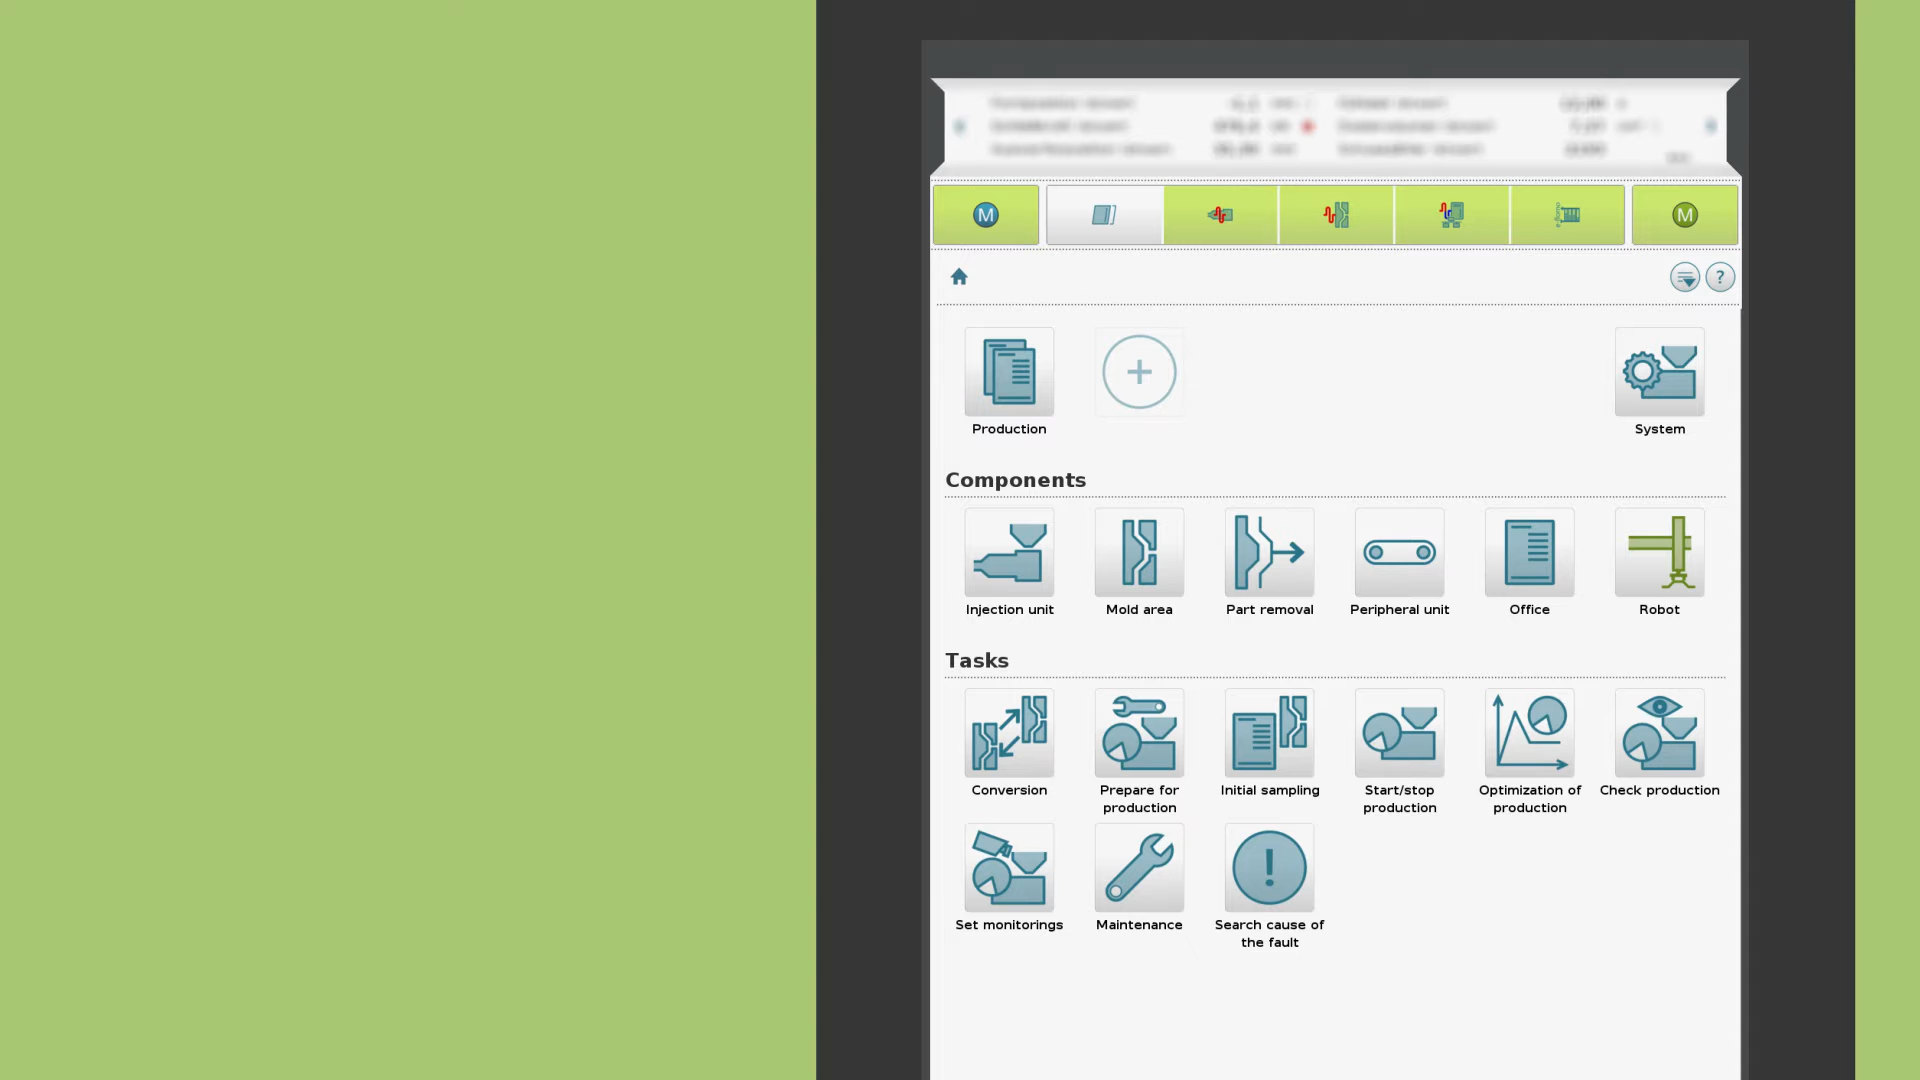 M
M
?
Production
System
Components
Injection unit
Mold area
Part removal
Peripheral unit
Office
Robot
Tasks
Conversion
Prepare for
production
Initial sampling
Start/stop
production
Optimization of
production
Check production
Set monitorings
Maintenance
Search cause of
the fault